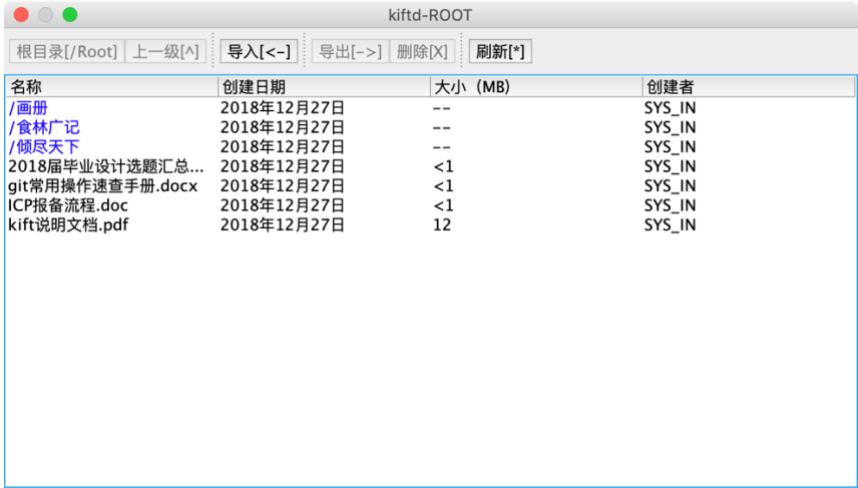 kiftd-ROOT
根目录[/Root] 上一级[^] 导入[<-] 导出[->] 删除[X] 刷新[*]
名称 创建日期 大小（MB） 创建者
/画册 2018年12月27日 -- SYS_IN
/食林广记 2018年12月27日 -- SYS_IN
/倾尽天下 2018年12月27日 -- SYS_IN
2018届毕业设计选题汇总... 2018年12月27日 <1 SYS_IN
git常用操作速查手册.docx 2018年12月27日 <1 SYS_IN
ICP报备流程.doc 2018年12月27日 <1 SYS_IN
kift说明文档.pdf 2018年12月27日 12 SYS_IN